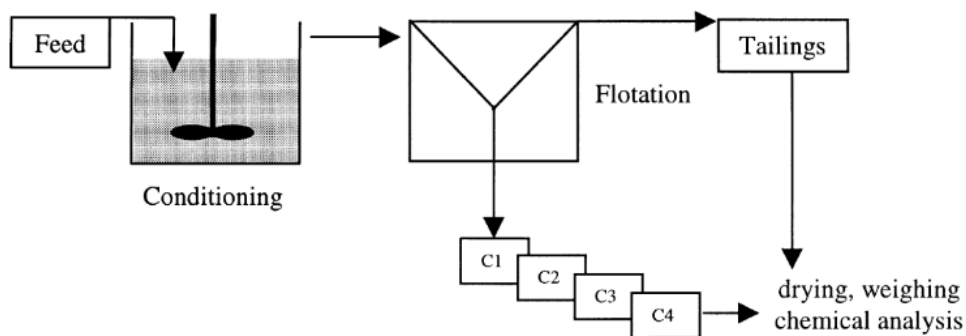 Feed
Tailings
Flotation
Conditioning
C1
C2
C3
C4
drying, weighing
chemical analysis